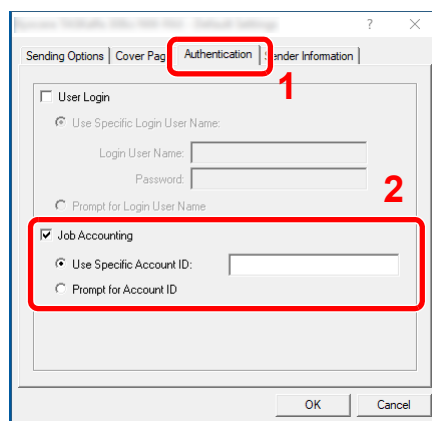 ? ×
Sending Options Cover Pag Authentication ender Information
1
User Login
Use Specific Login User Name:
Login User Name:
Password:
Prompt for Login User Name
2
Job Accounting
Use Specific Account ID:
Prompt for Account ID
OK Cancel